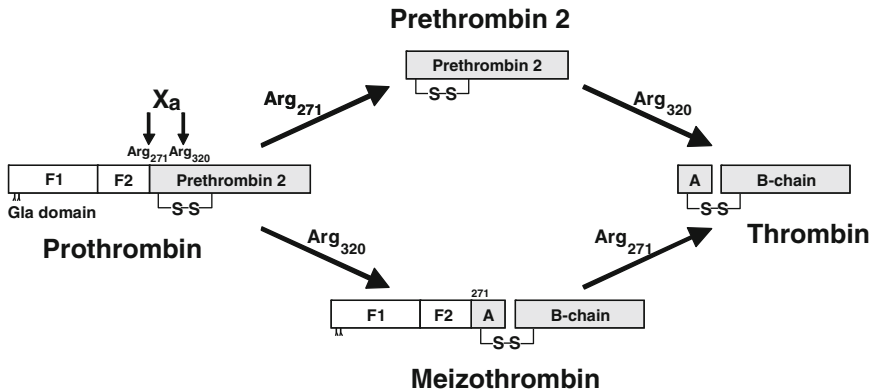 Prethrombin 2
Prethrombin 2
S-S
Arg271
Arg320
Xa
Arg271 Arg320
F1 F2 Prethrombin 2
S-S
Gla domain
Prothrombin
A B-chain
S-S
Thrombin
Arg320
Arg271
271
F1 F2 A B-chain
S-S
Meizothrombin